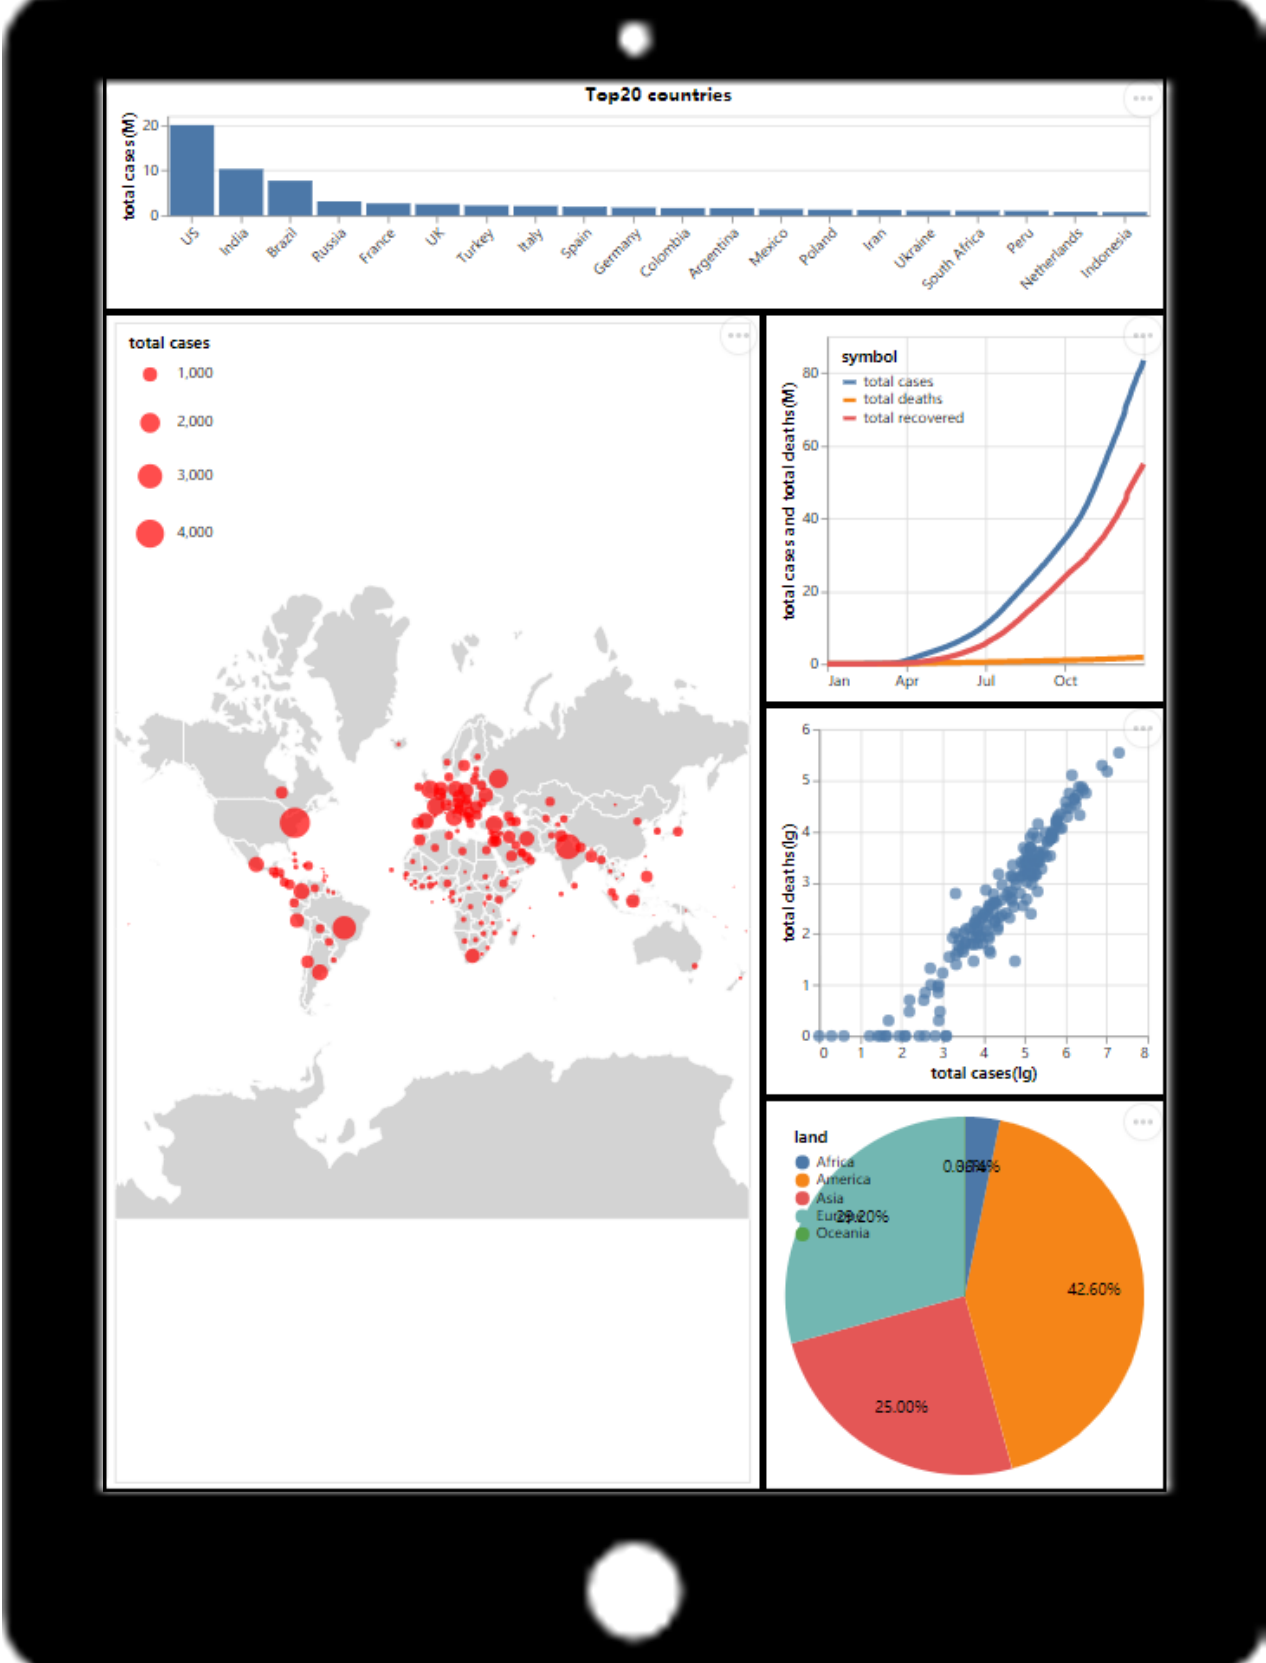 Top20 countries
total cases(M)
20
10
0
US
India
Brazil
Russia
France
UK
Turkey
Italy
Spain
Germany
Colombia
Argentina
Mexico
Poland
Iran
Ukraine
South Africa
Peru
Netherlands
Indonesia
total cases
1,000
2,000
3,000
4,000
symbol
total cases
total deaths
total recovered
total cases and total deaths(M)
80
60
40
20
0
Jan
Apr
Jul
Oct
total deaths(lg)
6
5
4
3
2
1
0
0 1 2 3 4 5 6 7 8
total cases(lg)
land
Africa
America
Asia
Europe
Oceania
29.20%
42.60%
25.00%